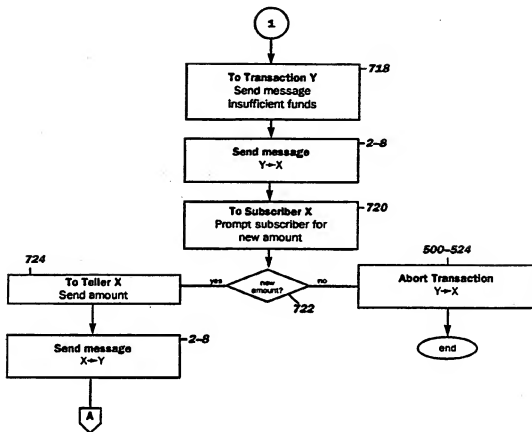 1
718
To Transaction Y
Send message
Insufficient funds
2–8
Send message
Y←X
720
To Subscriber X
Prompt subscriber for
new amount
724
To Teller X
Send amount
yes
new
amount?
no
722
500–524
Abort Transaction
Y←X
end
2–8
Send message
X←Y
A